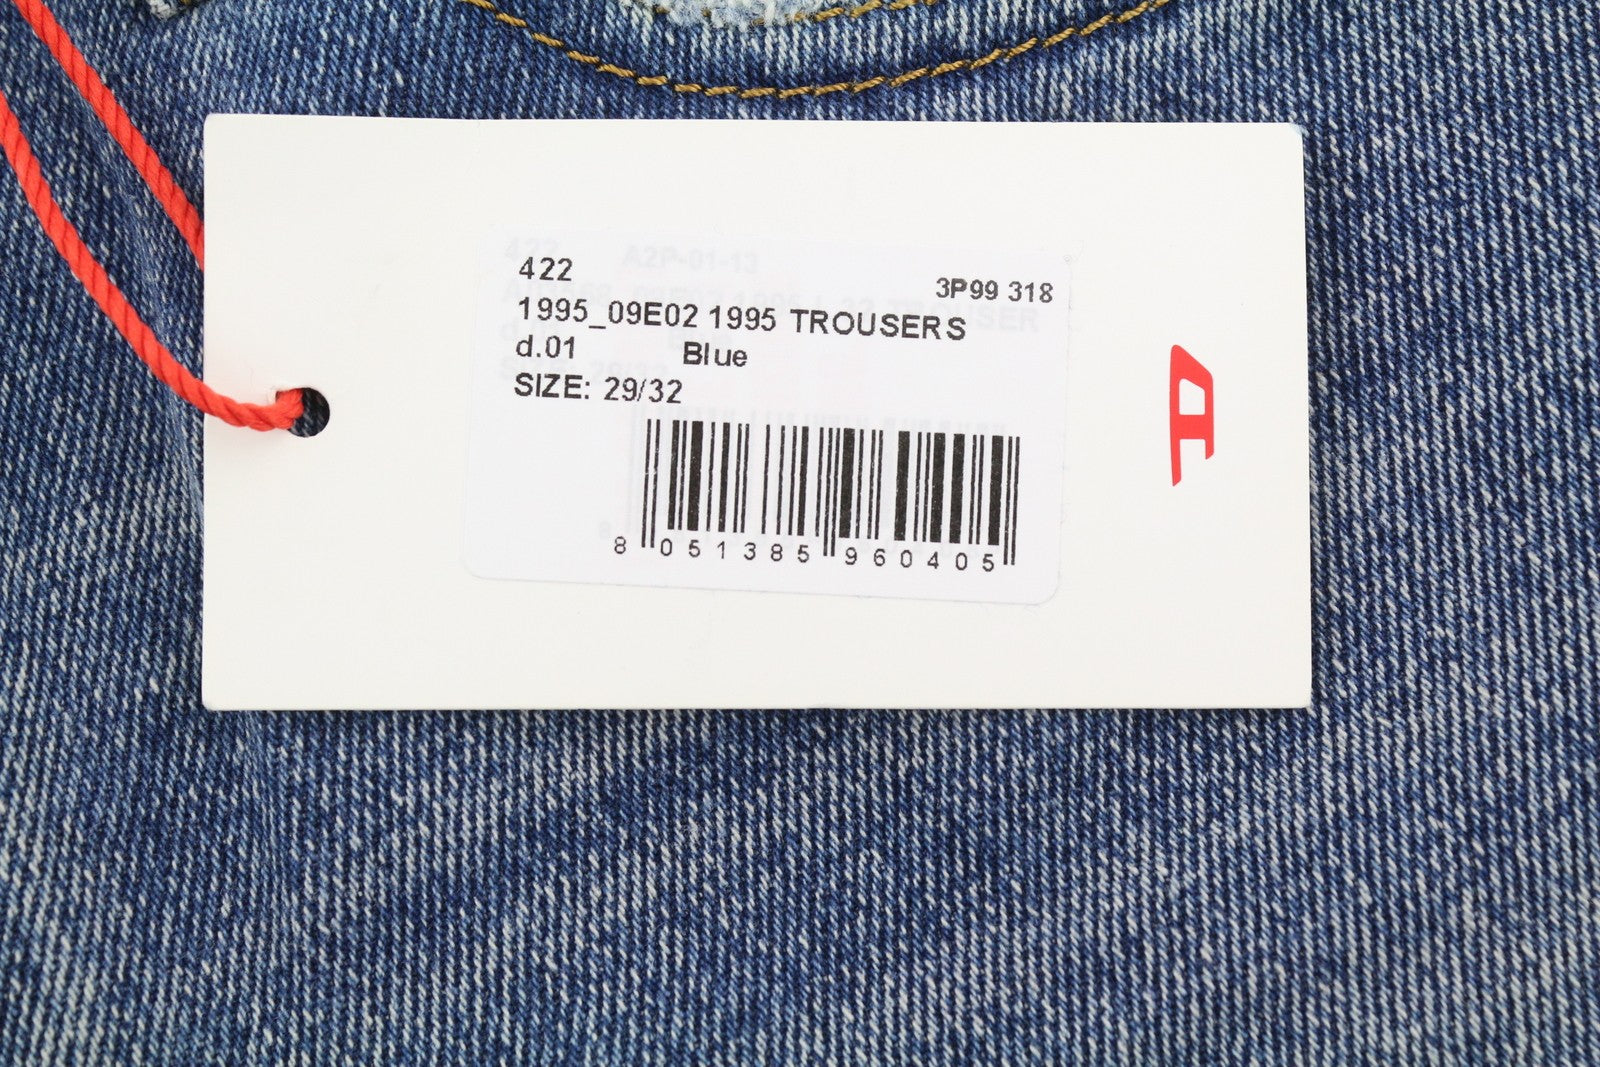 422
3P99 318
1995_09E02 1995 TROUSERS
d.01 Blue
SIZE: 29/32
8 051385 960405